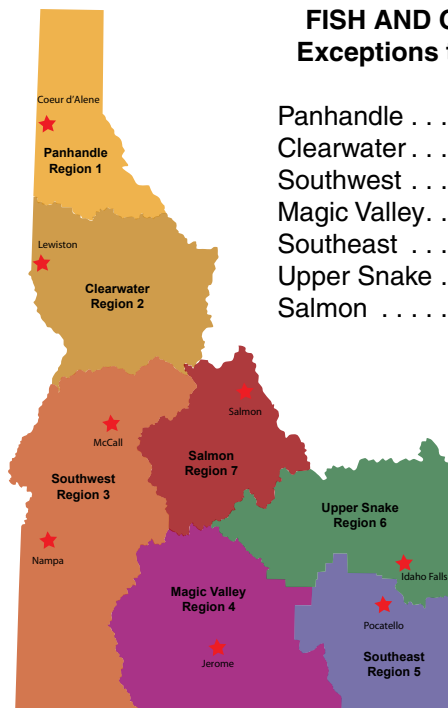 FISH AND
Exceptions
Panhandle . . .
Clearwater . . .
Southwest . . .
Magic Valley. .
Southeast . . .
Upper Snake .
Salmon . . . . .
Coeur d'Alene
Panhandle
Region 1
Lewiston
Clearwater
Region 2
Salmon
McCall
Salmon
Region 7
Southwest
Region 3
Upper Snake
Region 6
Nampa
Idaho Falls
Magic Valley
Region 4
Pocatello
Jerome
Southeast
Region 5